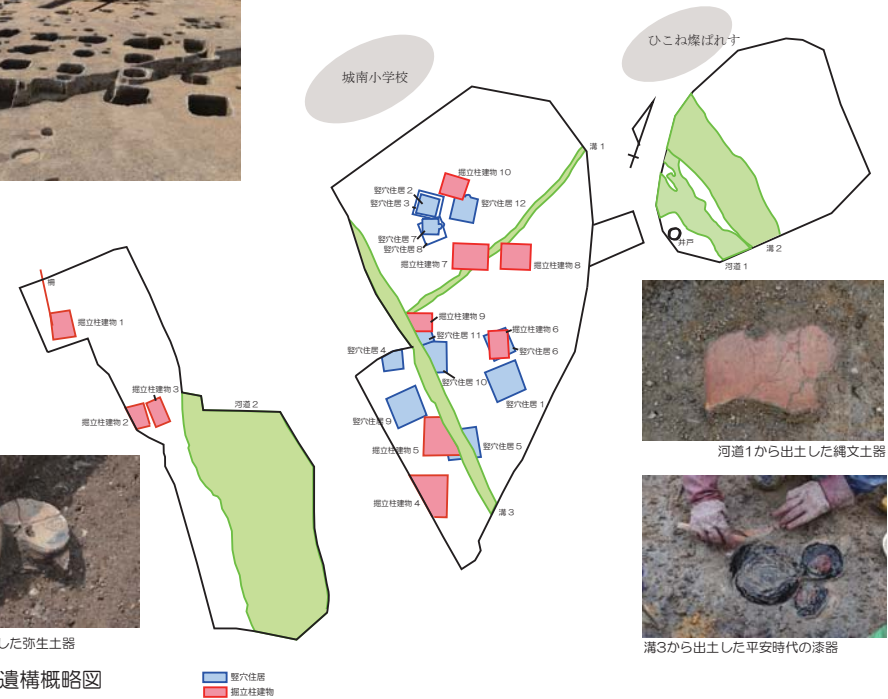 城南小学校
ひこね燦ぱれす
溝1
掘立柱建物10
竪穴住居2
竪穴住居3
竪穴住居12
竪穴住居7
竪穴住居8
掘立柱建物7
掘立柱建物8
井戸
溝2
河道1
柵
掘立柱建物1
掘立柱建物9
掘立柱建物6
竪穴住居11
竪穴住居4
竪穴住居6
竪穴住居10
竪穴住居1
掘立柱建物3
河道2
掘立柱建物2
竪穴住居9
竪穴住居5
掘立柱建物5
掘立柱建物4
溝3
河道1から出土した縄文土器
した弥生土器
溝3から出土した平安時代の漆器
遺構概略図
竪穴住居
掘立柱建物